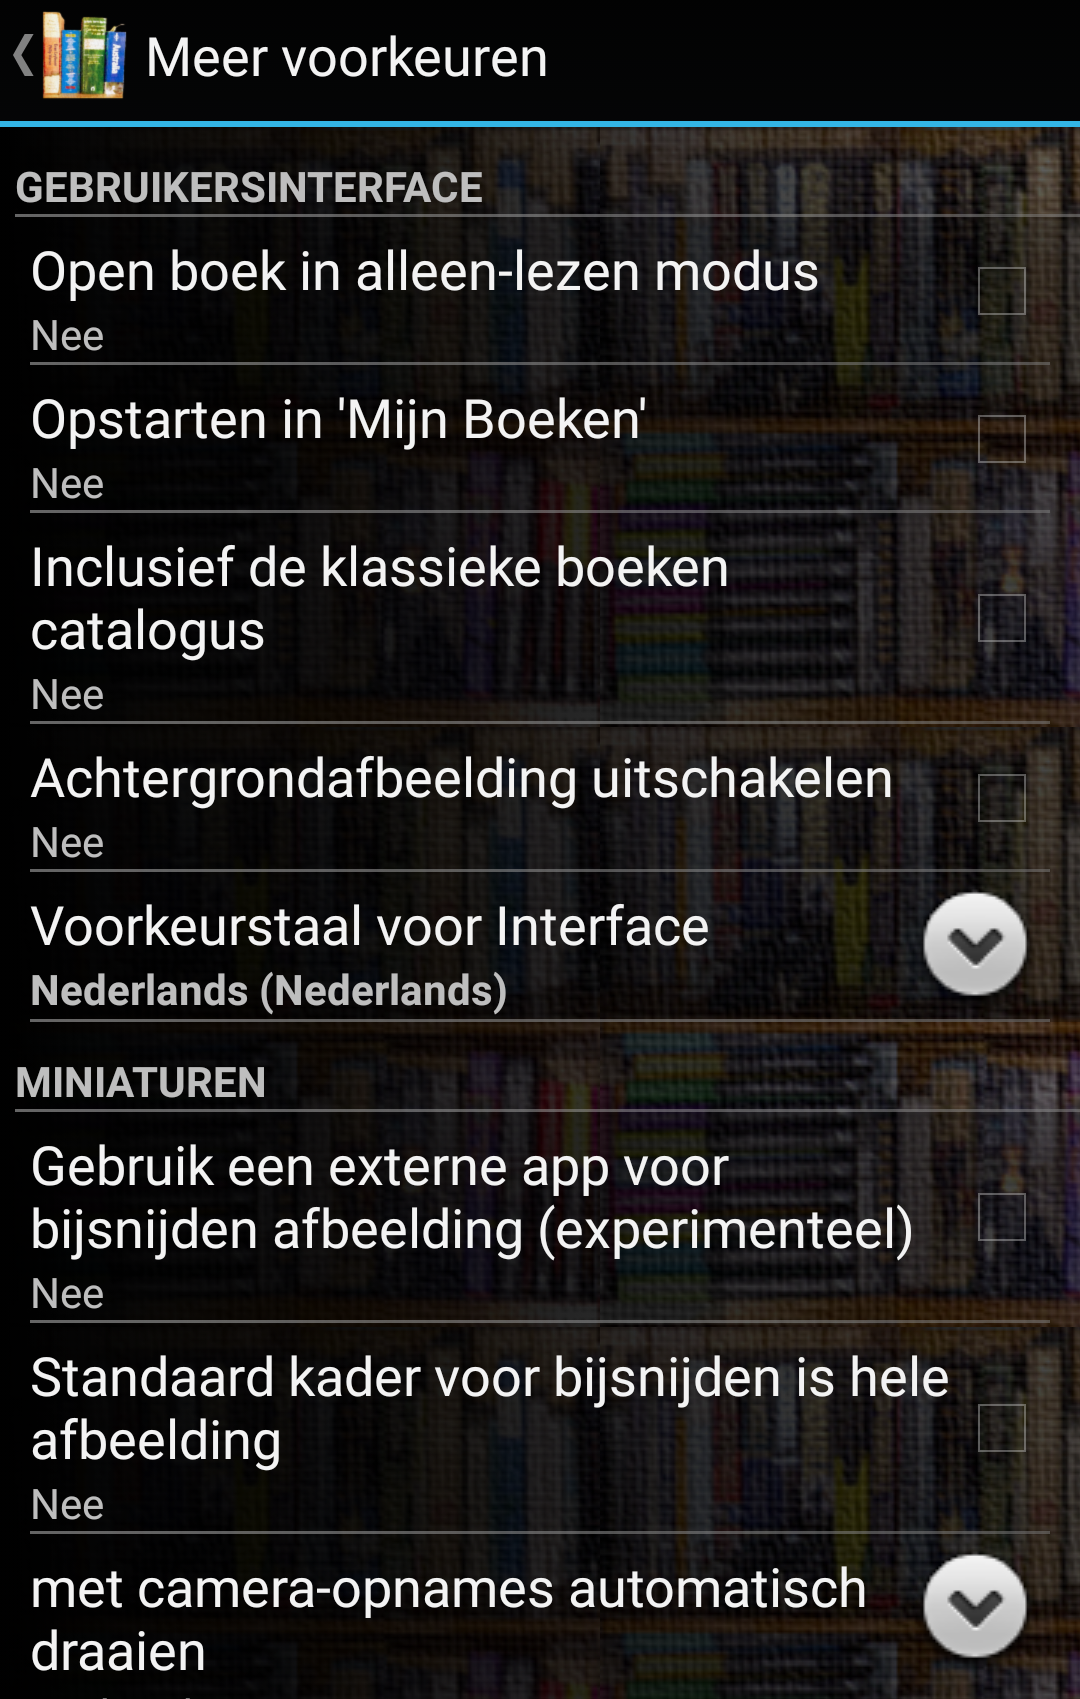 Meer voorkeuren
GEBRUIKERSINTERFACE
Open boek in alleen-lezen modus
Nee
Opstarten in 'Mijn Boeken'
Nee
Inclusief de klassieke boeken
catalogus
Nee
Achtergrondafbeelding uitschakelen
Nee
Voorkeurstaal voor Interface
Nederlands (Nederlands)
MINIATUREN
Gebruik een externe app voor
bijsnijden afbeelding (experimenteel)
Nee
Standaard kader voor bijsnijden is hele
afbeelding
Nee
met camera-opnames automatisch
draaien